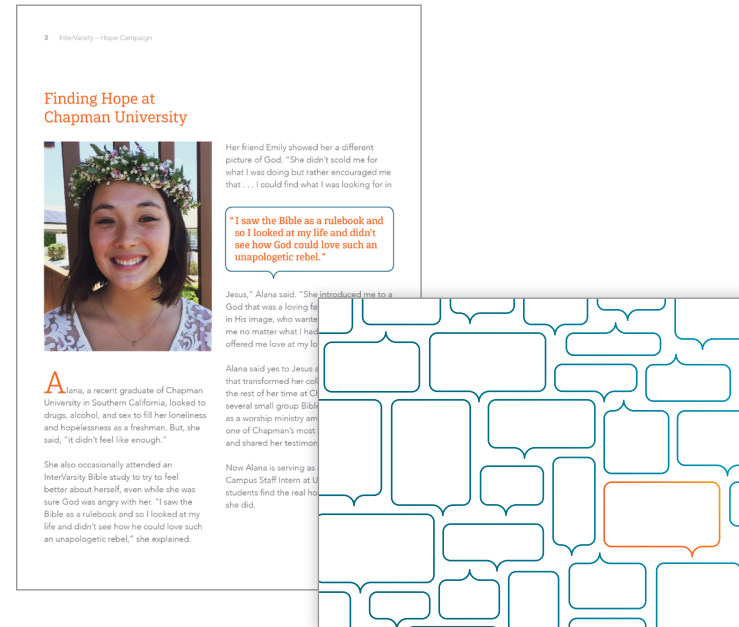 3 InterVarsity – Hope Campaign
Finding Hope at
Chapman University
Alana, a recent graduate of Chapman
University in Southern California, looked to
drugs, alcohol, and sex to fill her loneliness
and hopelessness as a freshman. But, she
said, “it didn’t feel like enough.”
She also occasionally attended an
InterVarsity Bible study to try to feel
better about herself, even while she was
sure God was angry with her. “I saw the
Bible as a rulebook and so I looked at my
life and didn’t see how he could love such
an unapologetic rebel,” she explained.
Her friend Emily showed her a different
picture of God. “She didn’t scold me for
what I was doing but rather encouraged me
that . . . I could find what I was looking for in
“I saw the Bible as a rulebook and
so I looked at my life and didn’t
see how God could love such an
unapologetic rebel.”
Jesus,” Alana said. “She introduced me to a
God that was a loving
in His image, who
me no matter what I had
offered me love at my
Alana said yes to Jesus
that transformed her
the rest of her time at
several small group
as a worship ministry
one of Chapman’s most
and shared her
Now Alana is serving as
Campus Staff Intern at
students find the real
she did.